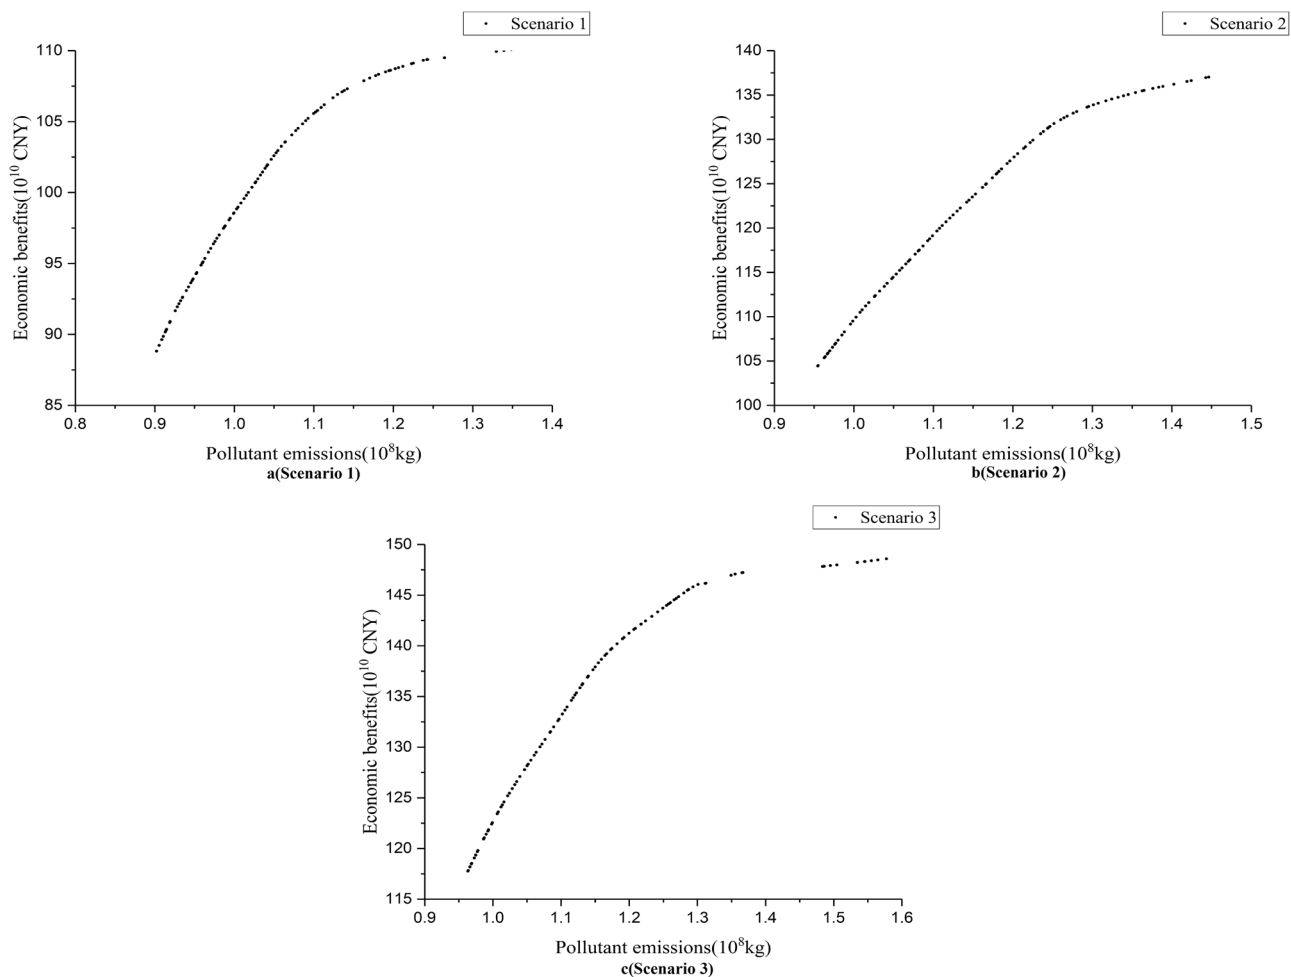 Scenario 1
110
105
100
95
90
85
Economic benefits(10^10 CNY)
0.8 0.9 1.0 1.1 1.2 1.3 1.4
Pollutant emissions(10^8kg)
a(Scenario 1)
Scenario 2
140
135
130
125
120
115
110
105
100
Economic benefits(10^10 CNY)
0.9 1.0 1.1 1.2 1.3 1.4 1.5
Pollutant emissions(10^8kg)
b(Scenario 2)
Scenario 3
150
145
140
135
130
125
120
115
Economic benefits(10^10 CNY)
0.9 1.0 1.1 1.2 1.3 1.4 1.5 1.6
Pollutant emissions(10^8kg)
c(Scenario 3)